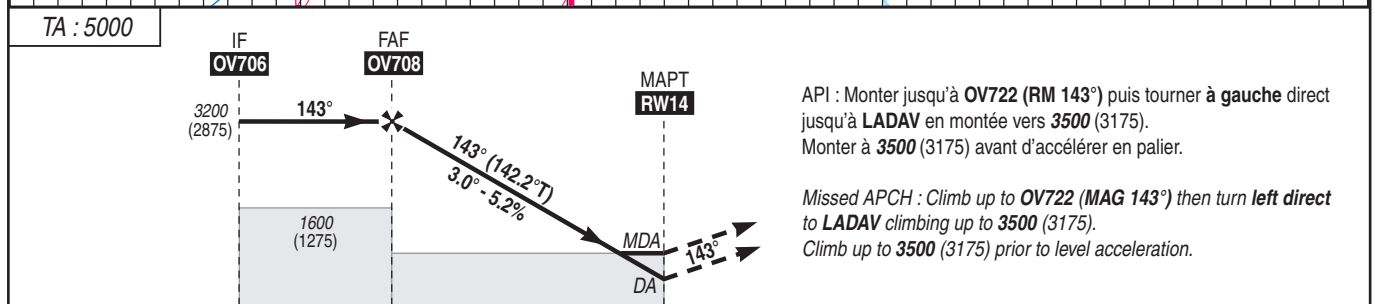 TA : 5000
IF
OV706
FAF
OV708
MAPT
RW14
3200
(2875)
143°
143° (142.2°T)
3.0° - 5.2%
1600
(1275)
MDA
DA
143°
API : Monter jusqu'à OV722 (RM 143°) puis tourner à gauche direct
jusqu'à LADAV en montée vers 3500 (3175).
Monter à 3500 (3175) avant d'accélérer en palier.
Missed APCH : Climb up to OV722 (MAG 143°) then turn left direct
to LADAV climbing up to 3500 (3175).
Climb up to 3500 (3175) prior to level acceleration.